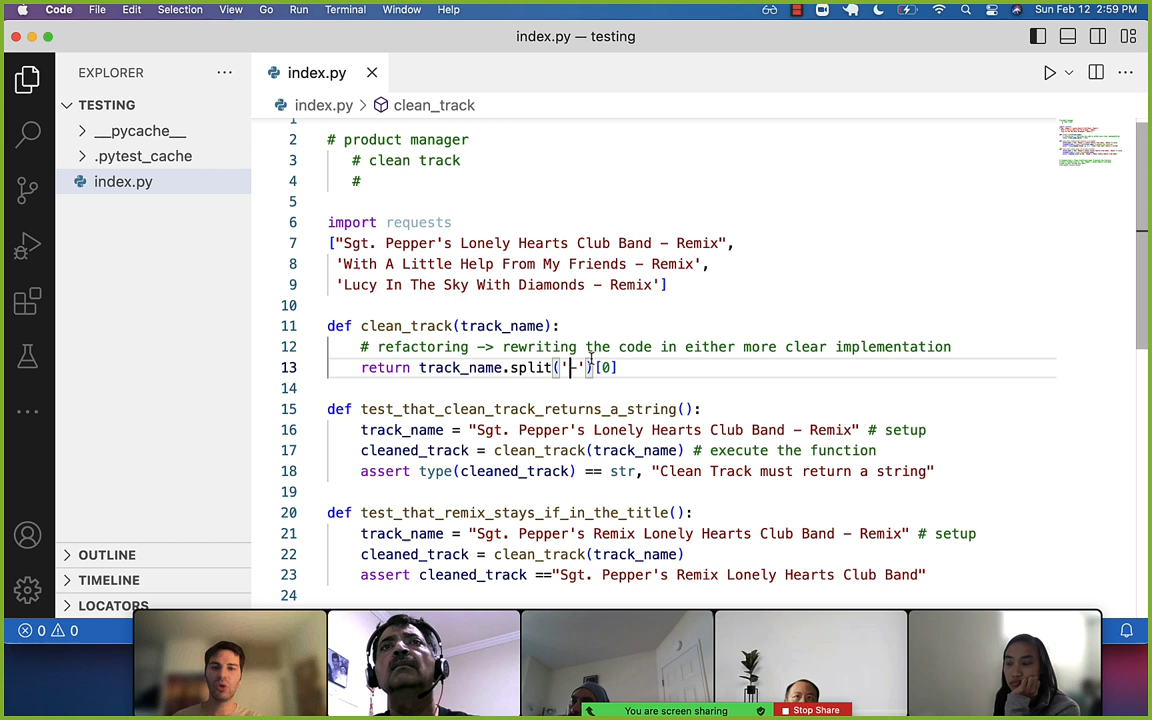 Code File Edit Selection View Go Run Terminal Window Help Sun Feb 12 2:59 PM
index.py — testing
EXPLORER
index.py
TESTING
index.py > clean_track
__pycache__
.pytest_cache
index.py
1
2 # product manager
3 # clean track
4 #
5
6 import requests
7 ["Sgt. Pepper's Lonely Hearts Club Band - Remix",
8 'With A Little Help From My Friends - Remix',
9 'Lucy In The Sky With Diamonds - Remix']
10
11 def clean_track(track_name):
12 # refactoring -> rewriting the code in either more clear implementation
13 return track_name.split('-')[0]
14
15 def test_that_clean_track_returns_a_string():
16 track_name = "Sgt. Pepper's Lonely Hearts Club Band - Remix" # setup
17 cleaned_track = clean_track(track_name) # execute the function
18 assert type(cleaned_track) == str, "Clean Track must return a string"
19
20 def test_that_remix_stays_if_in_the_title():
21 track_name = "Sgt. Pepper's Remix Lonely Hearts Club Band - Remix" # setup
22 cleaned_track = clean_track(track_name)
23 assert cleaned_track =="Sgt. Pepper's Remix Lonely Hearts Club Band"
24
OUTLINE
TIMELINE
LOCATORS
0 0
You are screen sharing Stop Share